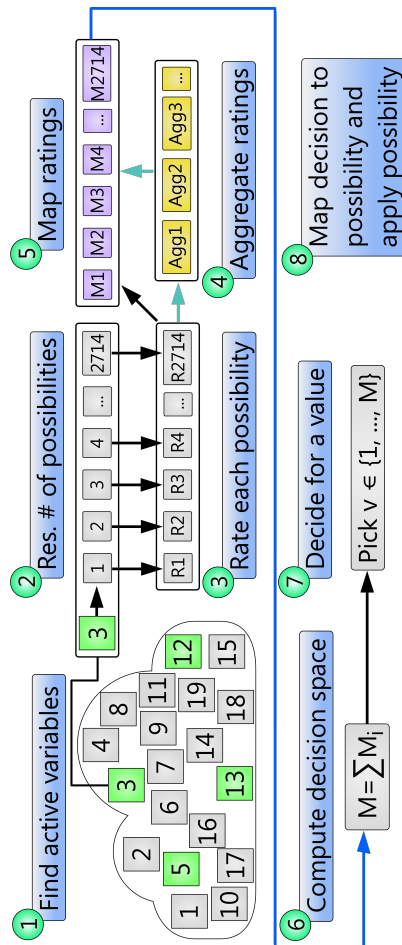 1 Find active variables
4
8
11
12
15
2
3
9
19
7
14
18
6
13
5
16
1
17
10
2 Res. # of possibilities
3 1 2 3 4 ... 2714
R1 R2 R3 R4 ... R2714
3 Rate each possibility
5 Map ratings
M1 M2 M3 M4 ... M2714
Agg1 Agg2 Agg3 ...
4 Aggregate ratings
6 Compute decision space
M=∑Mᵢ
7 Decide for a value
Pick v ∈ {1, ..., M}
8 Map decision to
possibility and
apply possibility